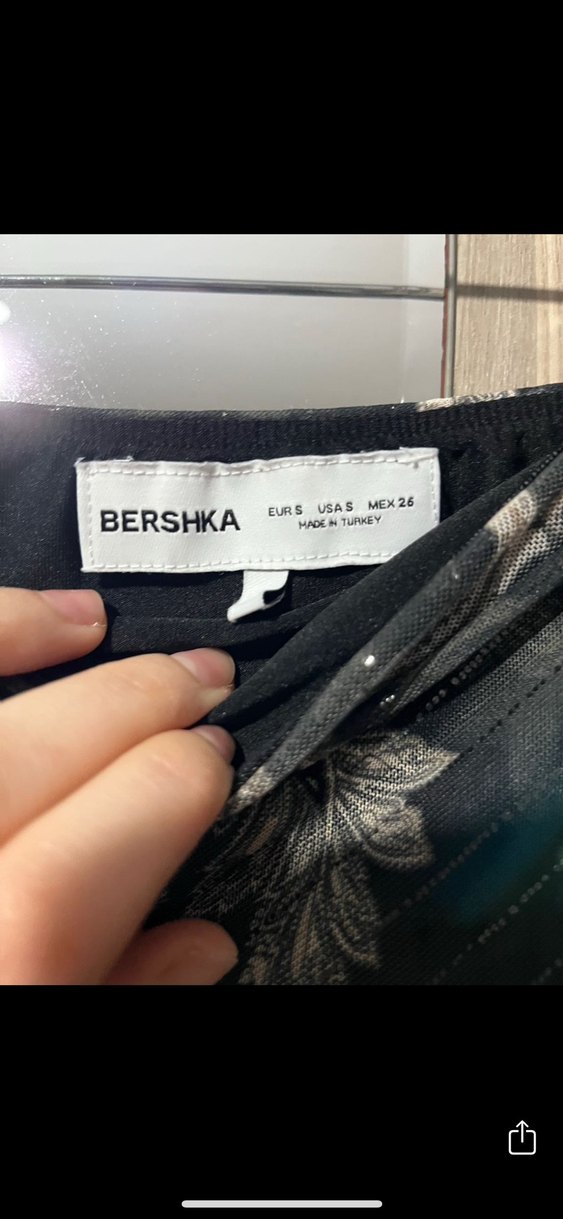 BERSHKA
EUR S USA S MEX 26
MADE IN TURKEY